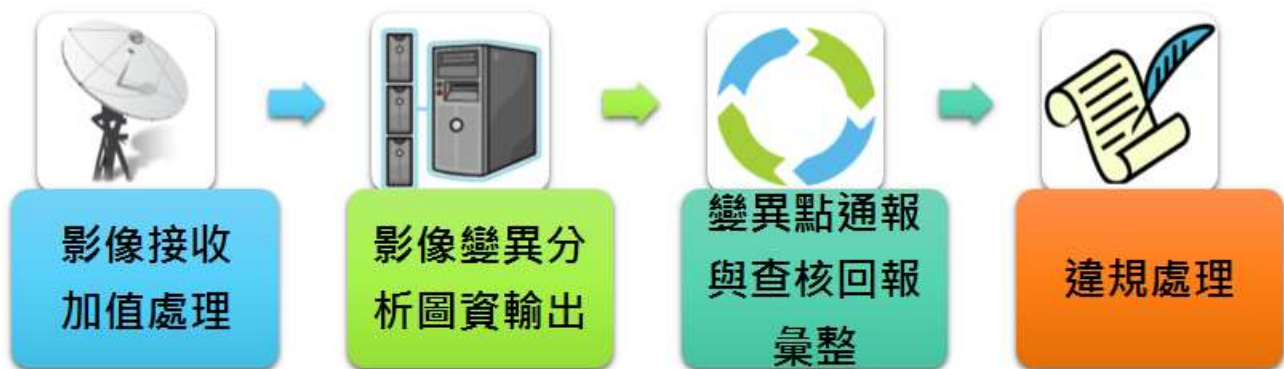 影像接收
加值處理
影像變異分
析圖資輸出
變異點通報
與查核回報
彙整
違規處理